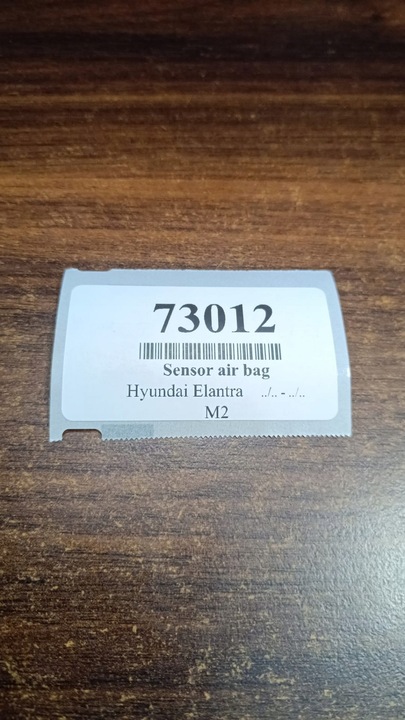 73012
Sensor air bag
Hyundai Elantra ../.. - ../..
M2